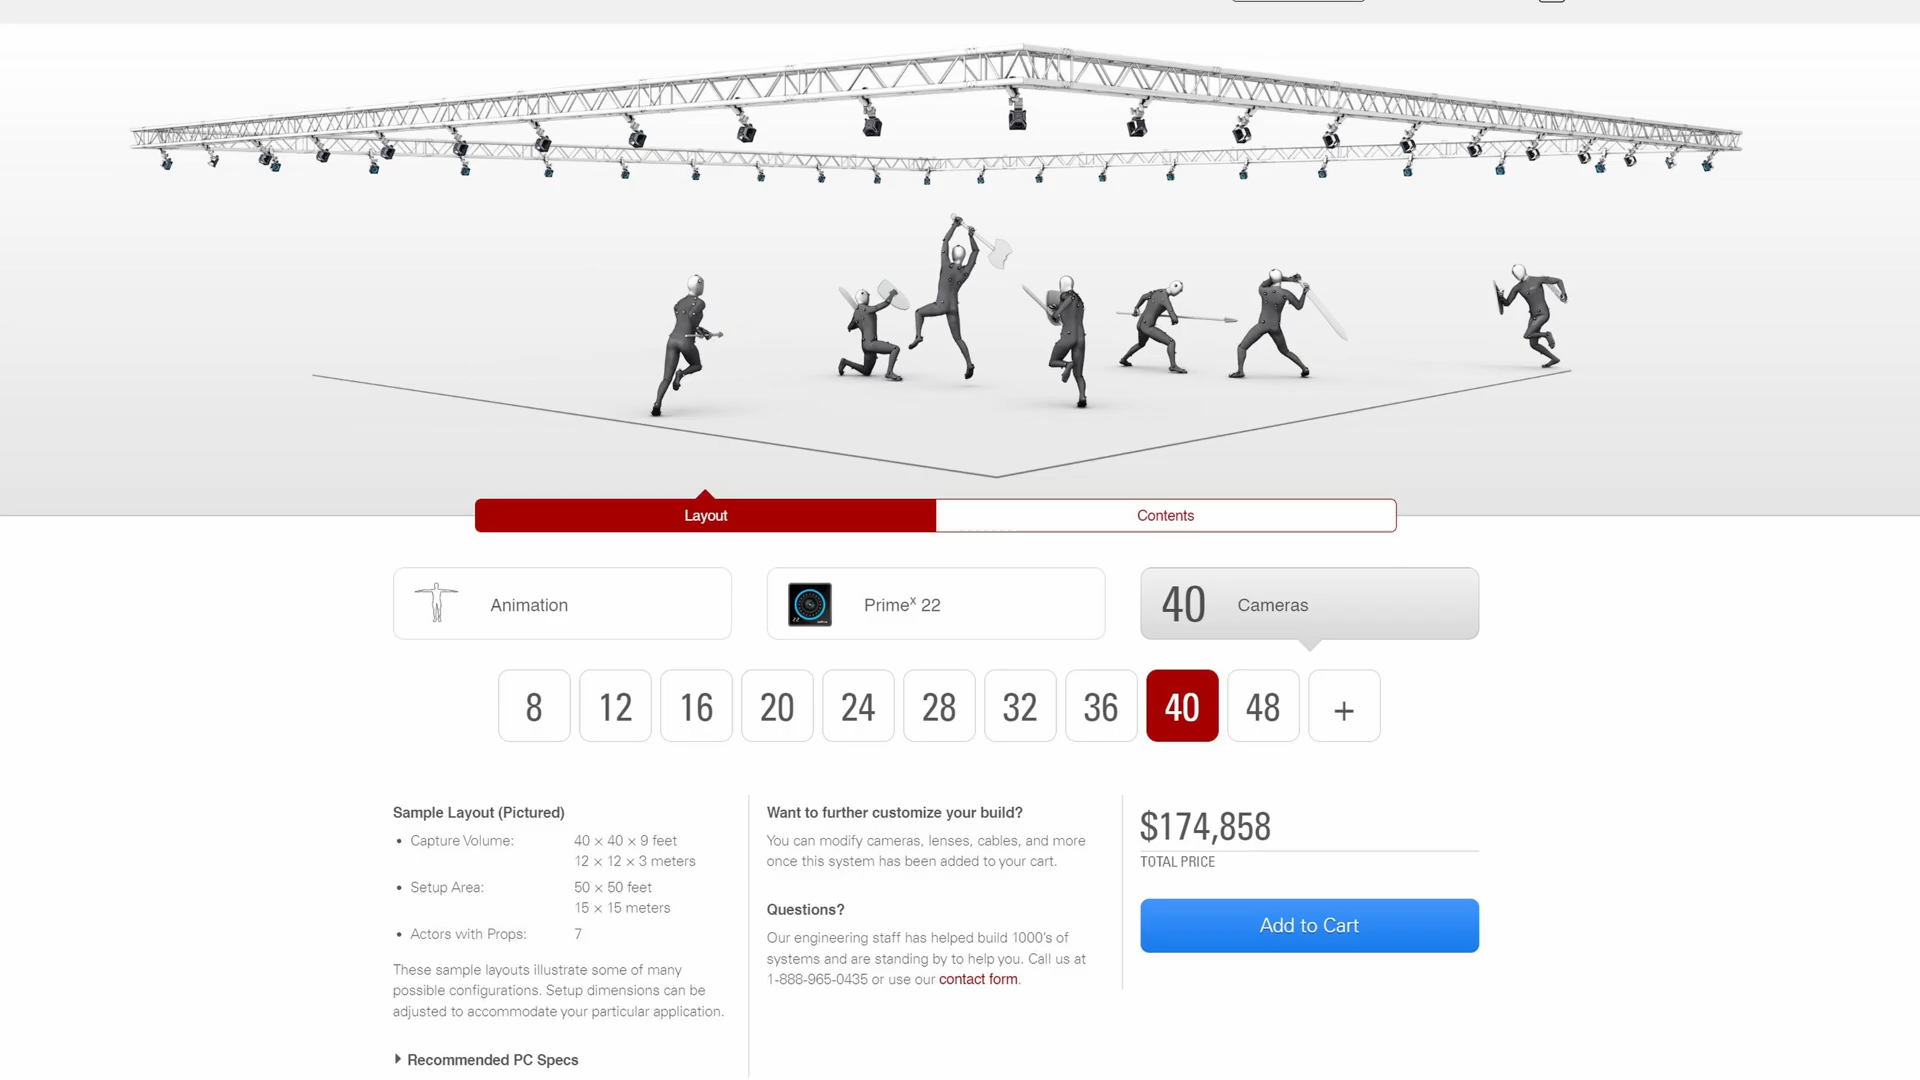 Layout
Contents
Animation
Primeˣ 22
40 Cameras
8 12 16 20 24 28 32 36 40 48 +
Sample Layout (Pictured)
• Capture Volume: 40 × 40 × 9 feet
12 × 12 × 3 meters
• Setup Area: 50 × 50 feet
15 × 15 meters
• Actors with Props: 7
These sample layouts illustrate some of many
possible configurations. Setup dimensions can be
adjusted to accommodate your particular application.
Recommended PC Specs
Want to further customize your build?
You can modify cameras, lenses, cables, and more
once this system has been added to your cart.
Questions?
Our engineering staff has helped build 1000's of
systems and are standing by to help you. Call us at
1-888-965-0435 or use our contact form.
$174,858
TOTAL PRICE
Add to Cart